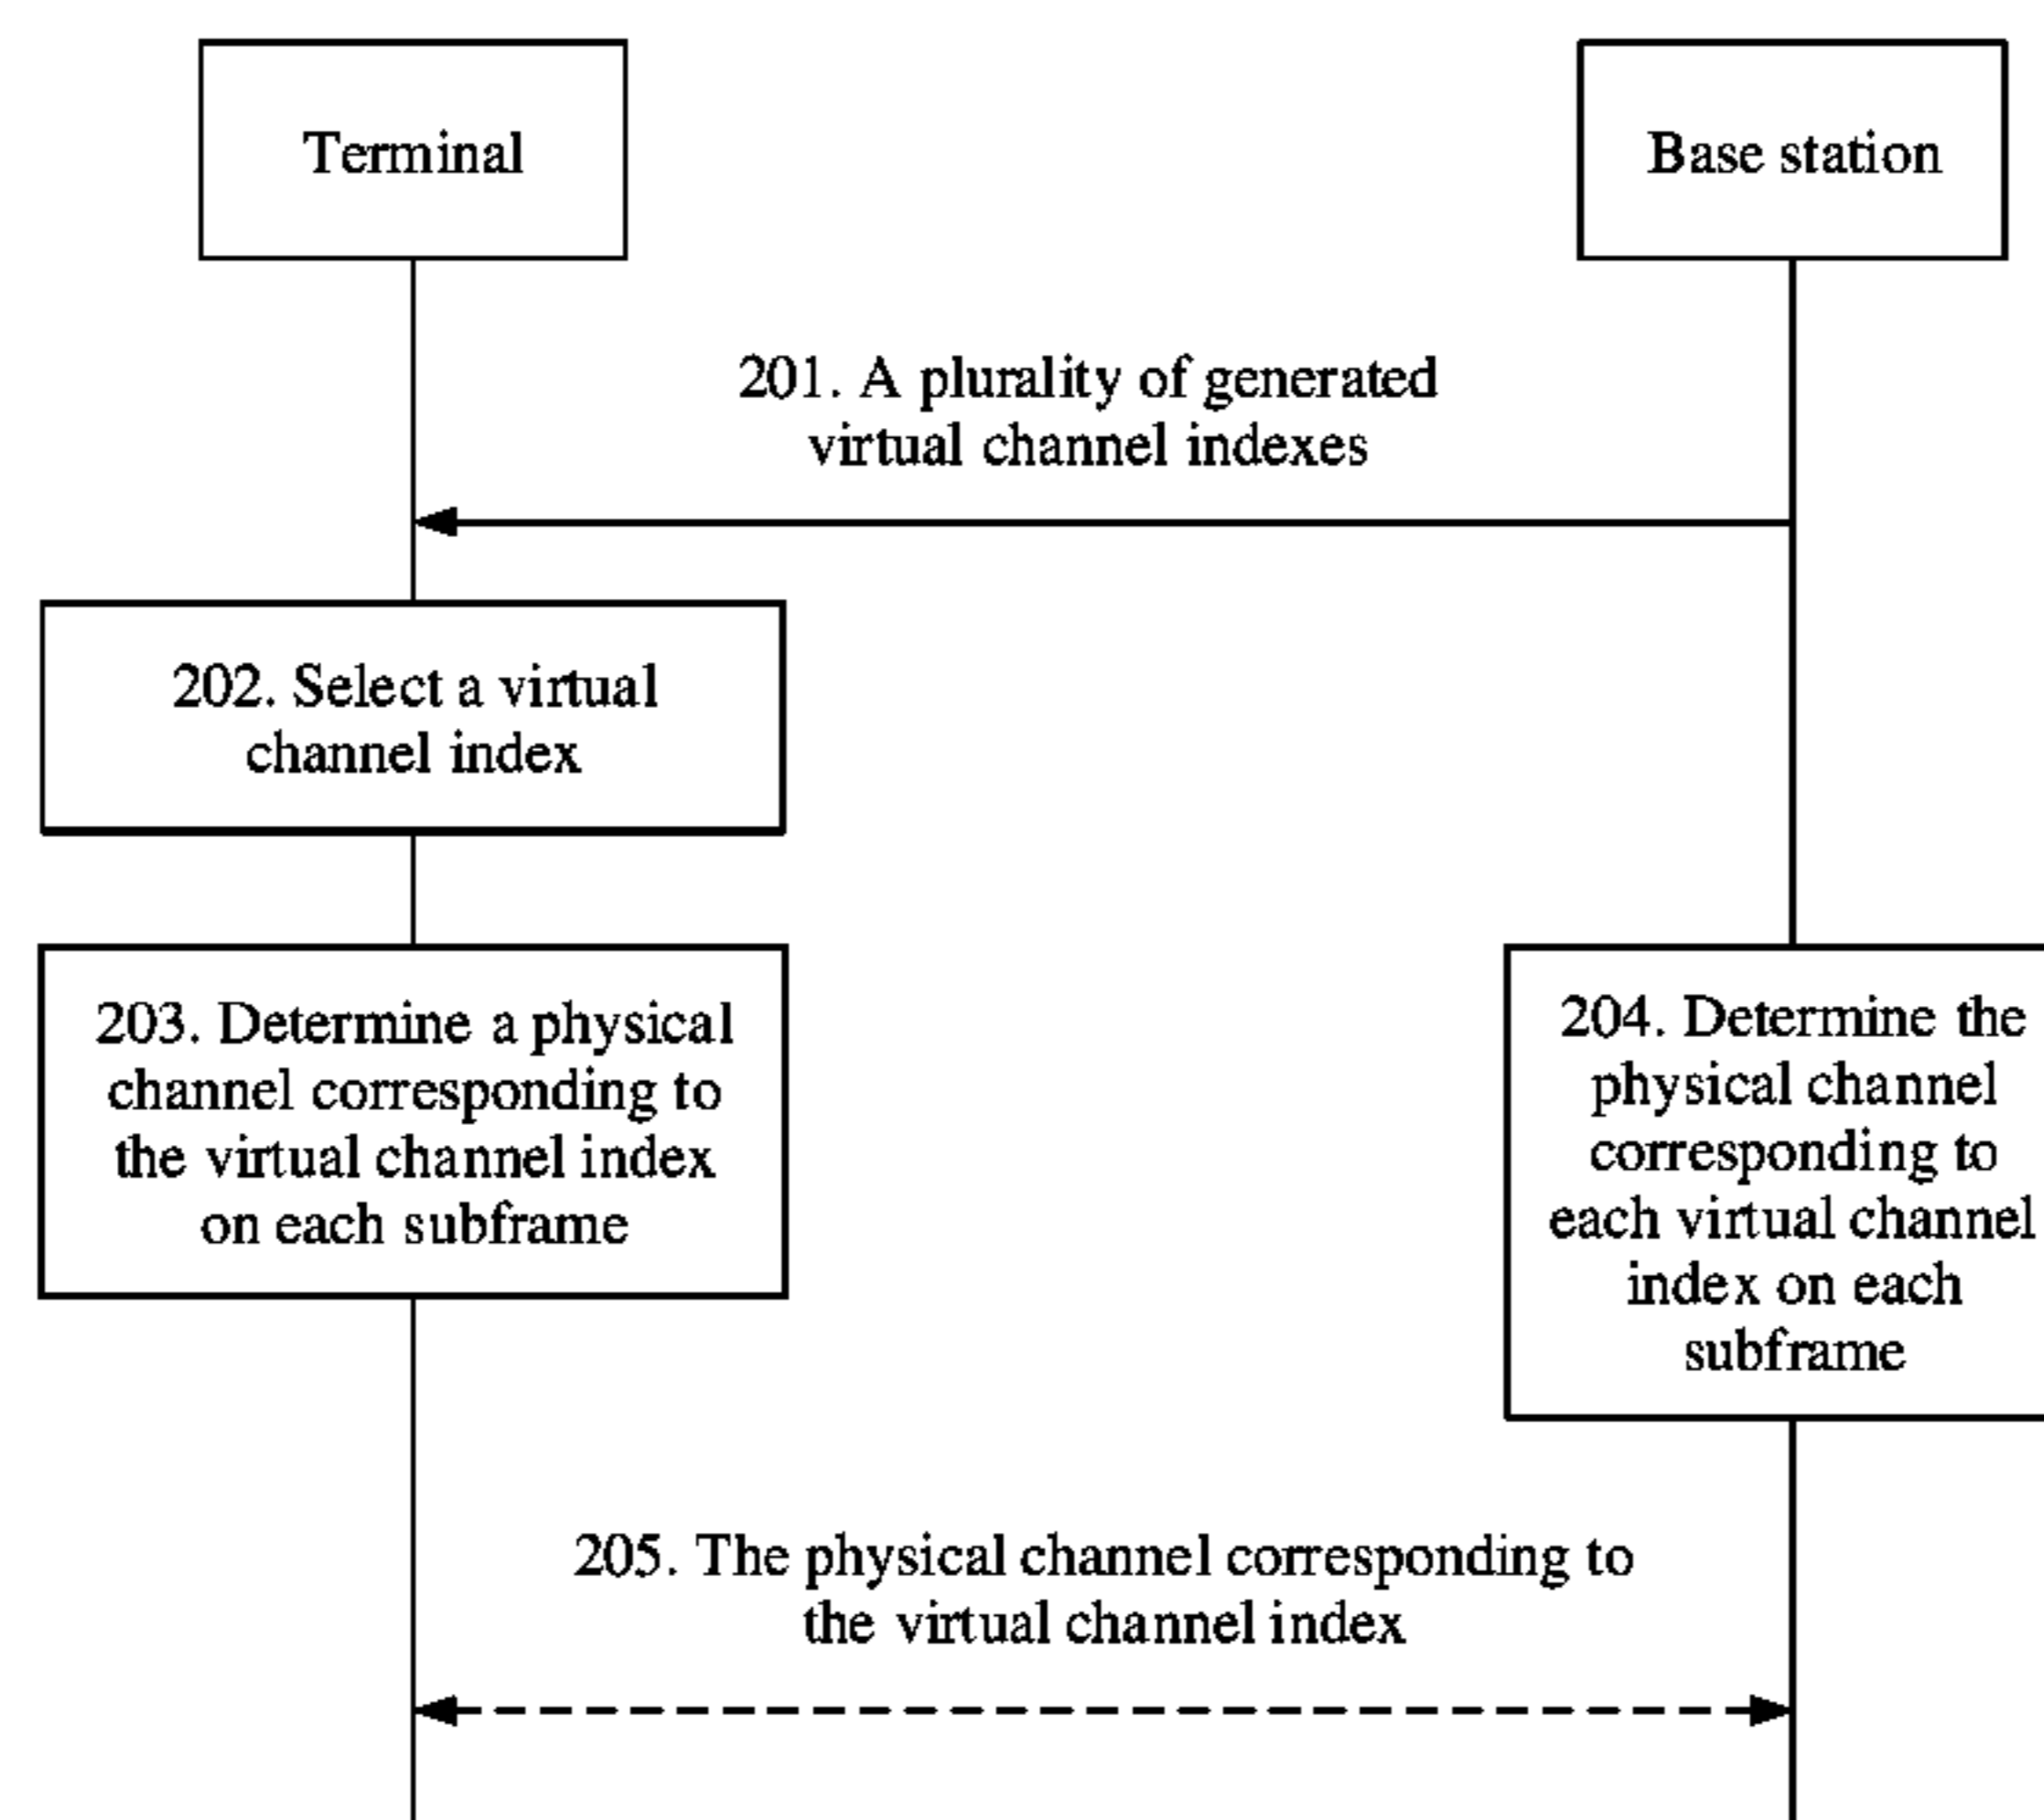 Terminal
Base station
201. A plurality of generated
virtual channel indexes
202. Select a virtual
channel index
203. Determine a physical
channel corresponding to
the virtual channel index
on each subframe
204. Determine the
physical channel
corresponding to
each virtual channel
index on each
subframe
205. The physical channel corresponding to
the virtual channel index